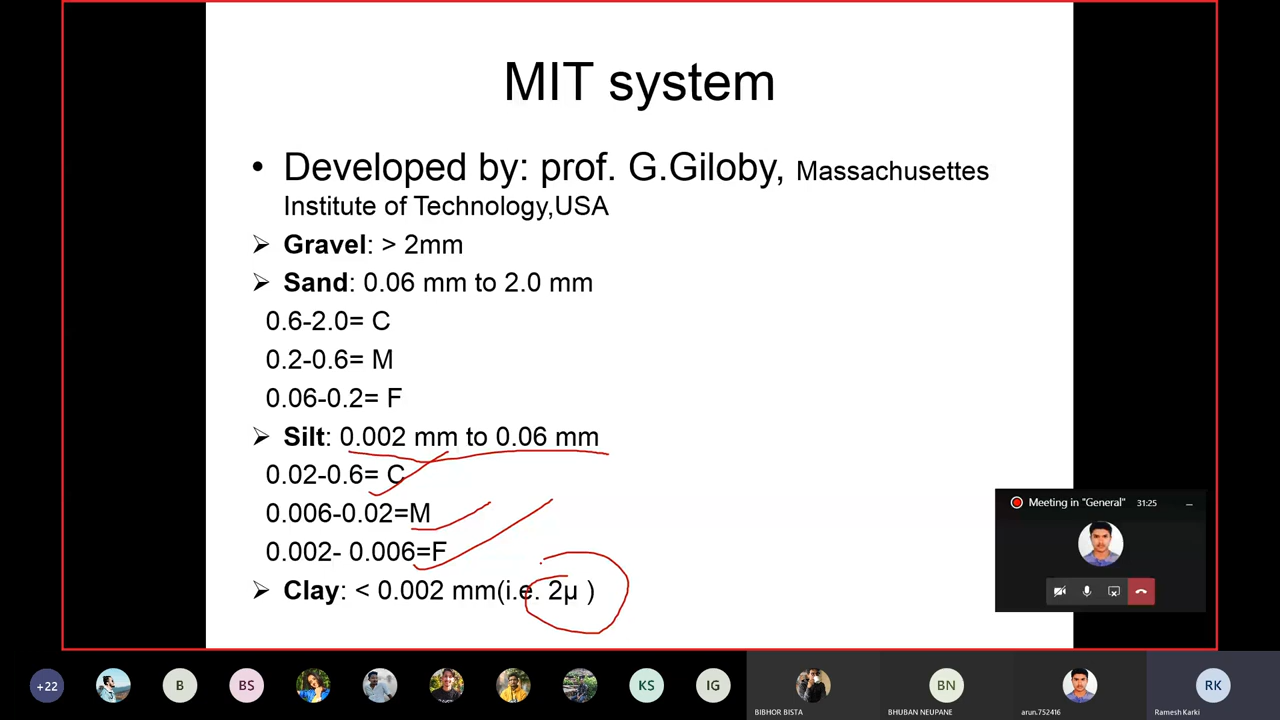 MIT system
• Developed by: prof. G.Giloby, Massachusettes
Institute of Technology,USA
➢ Gravel: > 2mm
➢ Sand: 0.06 mm to 2.0 mm
0.6-2.0= C
0.2-0.6= M
0.06-0.2= F
➢ Silt: 0.002 mm to 0.06 mm
0.02-0.6= C
0.006-0.02=M
0.002- 0.006=F
➢ Clay: < 0.002 mm(i.e. 2μ )
Meeting in "General" 31:25
+22
B
BS
KS
IG
BIBHOR BISTA
BN
BHUBAN NEUPANE
arun.752416
RK
Ramesh Karki